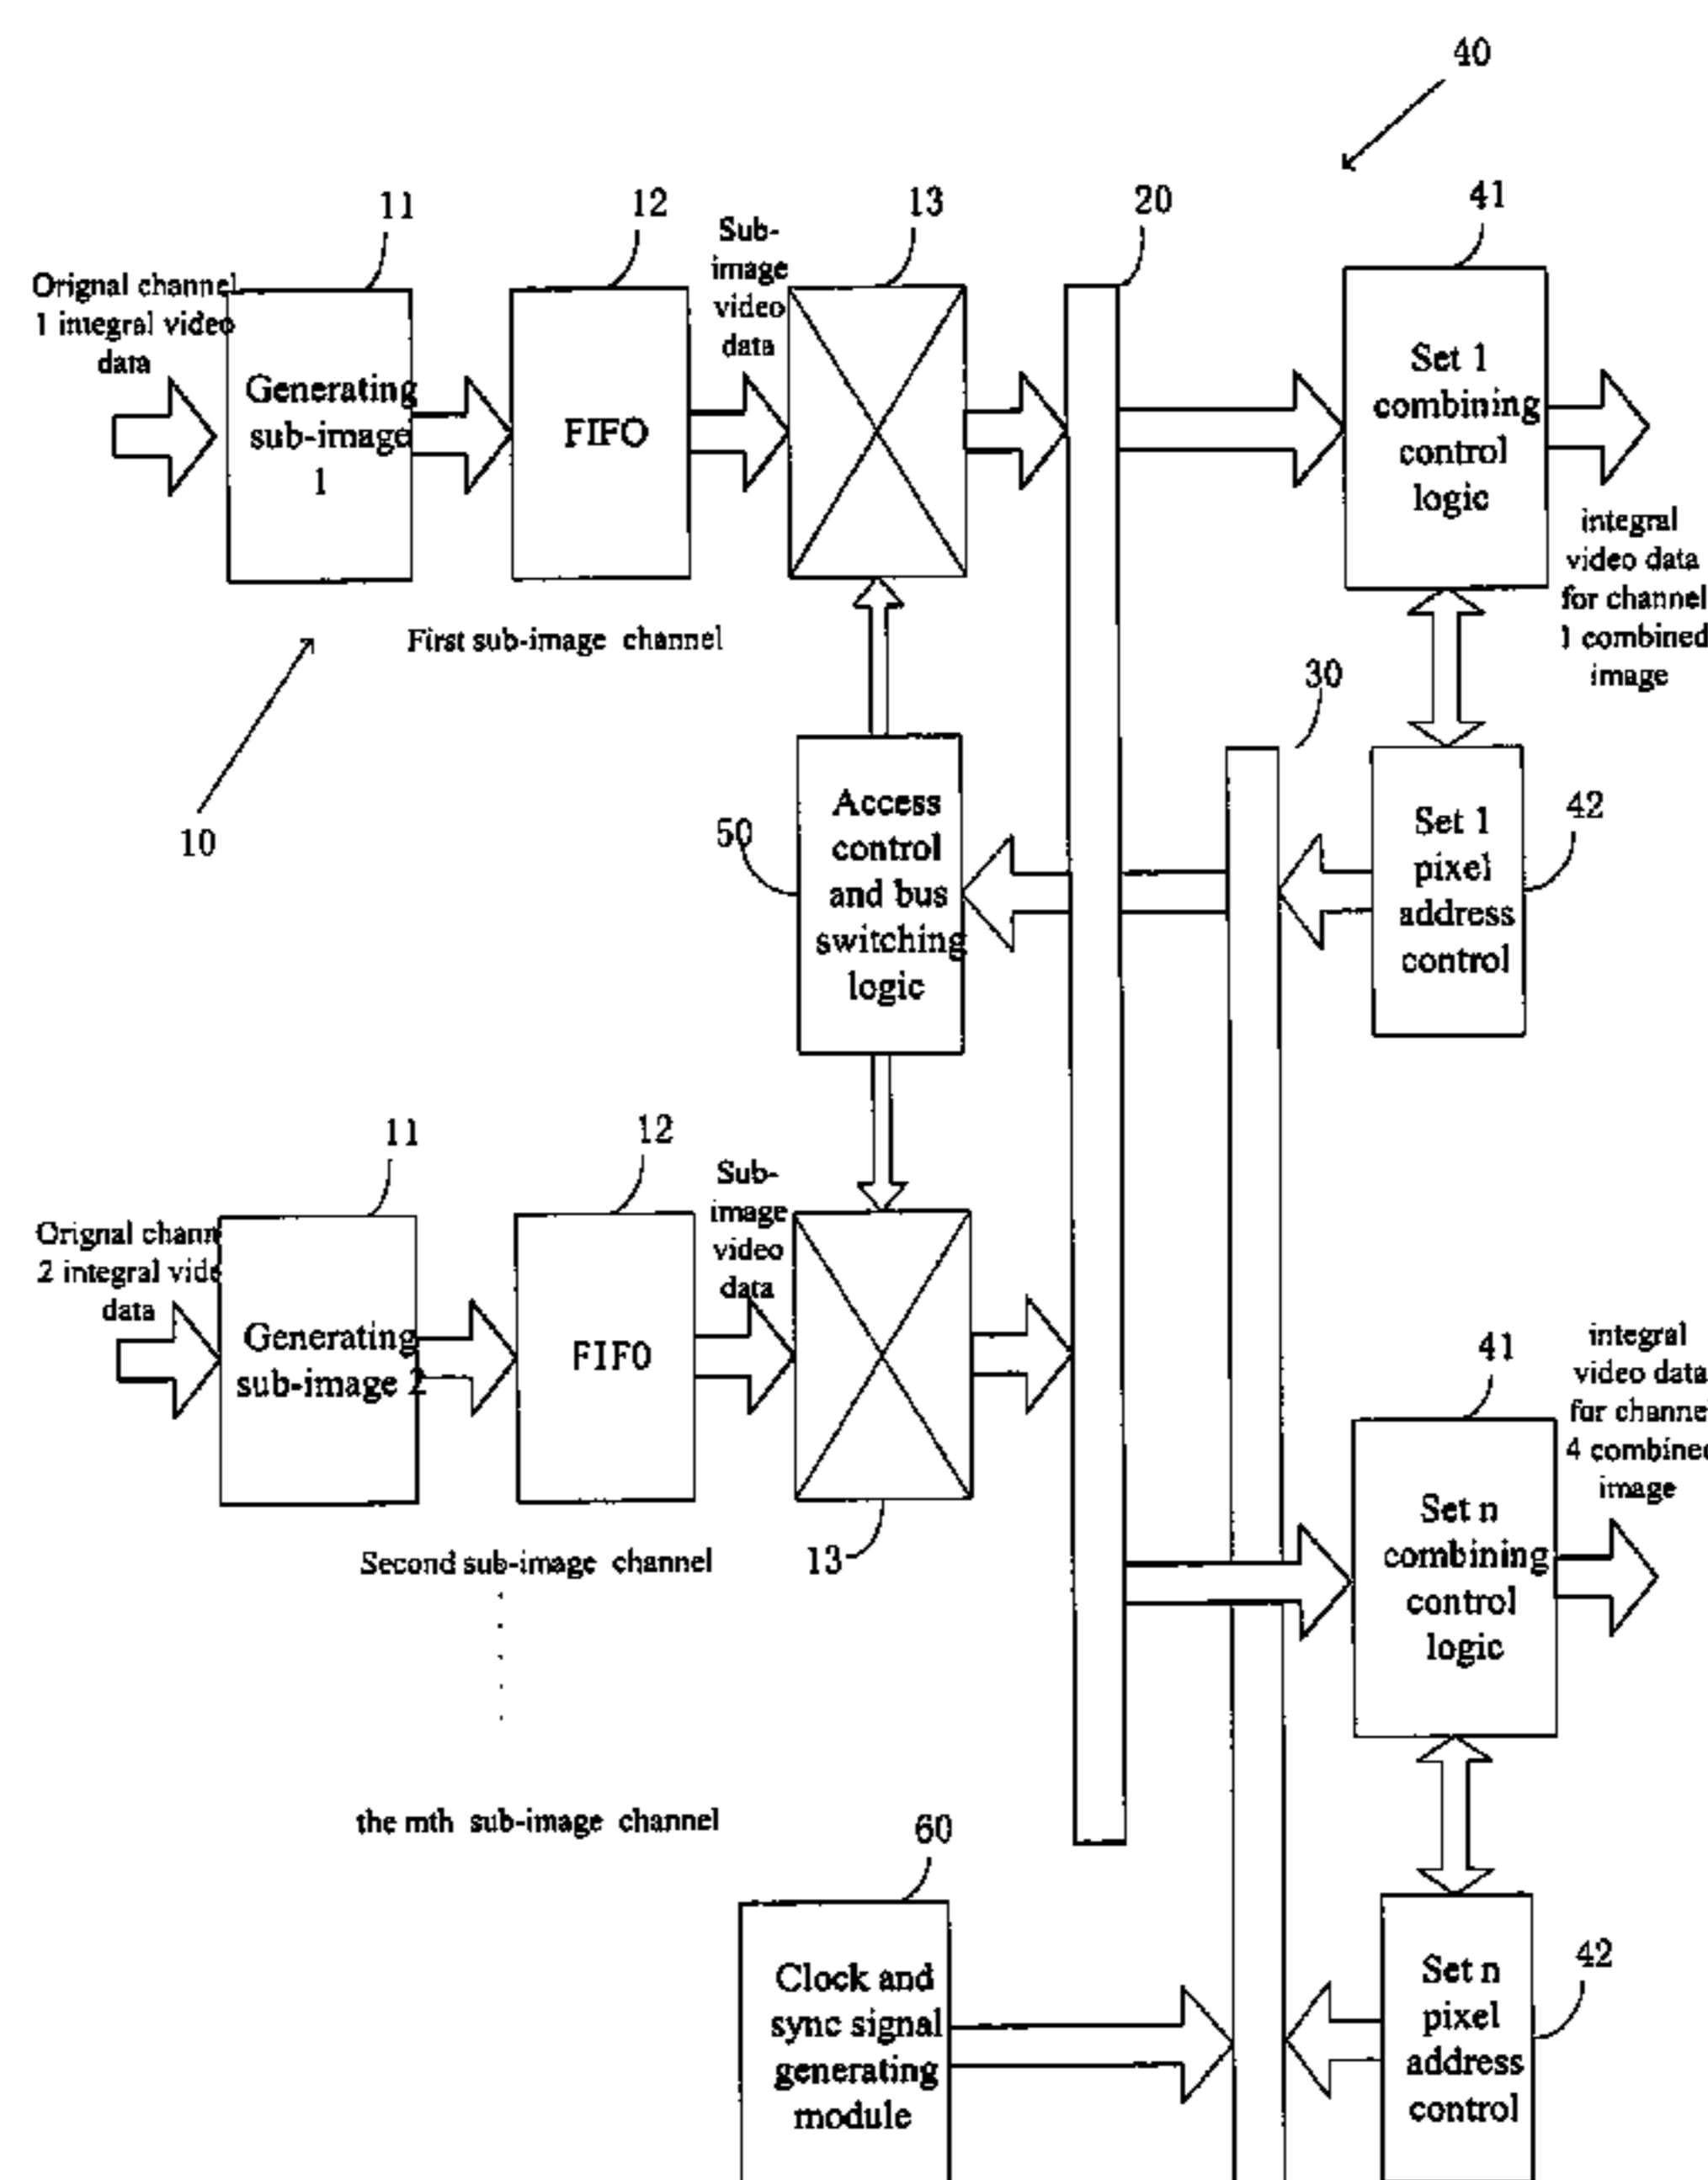 40
11
12
Sub-
image
video
data
13
20
41
Orignal channel
1 integral video
data
Generating
sub-image
1
FIFO
Set 1
combining
control
logic
integral
video data
for channel
1 combined
image
First sub-image channel
10
30
50
Access
control
and bus
switching
logic
Set 1
pixel
address
control
42
11
12
Sub-
image
video
data
Orignal chann
2 integral vide
data
Generating
sub-image 2
FIFO
13
Second sub-image channel
41
integral
video data
for channe
4 combined
image
Set n
combining
control
logic
the mth sub-image channel
60
Clock and
sync signal
generating
module
Set n
pixel
address
control
42